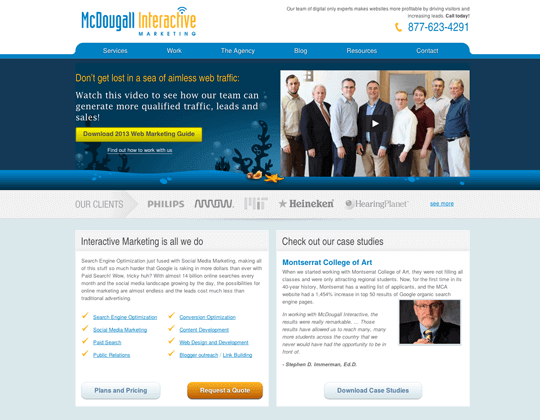 McDougall Interactive
MARKETING
Our team of digital only experts makes websites more profitable by driving visitors and
increasing leads. Call today!
877-623-4291
Services Work The Agency Blog Resources Contact
Don't get lost in a sea of aimless web traffic:
Watch this video to see how our team can
generate more qualified traffic, leads and
sales!
Download 2013 Web Marketing Guide
Find out how to work with us
OUR CLIENTS
PHILIPS
ARROW
MIT
Heineken
HearingPlanet
see more
Interactive Marketing is all we do
Search Engine Optimization just fused with Social Media Marketing, making all
of this stuff so much harder that Google is raking in more dollars than ever with
Paid Search! Wow, tricky huh? With almost 14 billion online searches every
month and the social media landscape growing by the day, the possibilities for
online marketing are almost endless and the leads cost much less than
traditional advertising.
Search Engine Optimization
Social Media Marketing
Paid Search
Public Relations
Conversion Optimization
Content Development
Web Design and Development
Blogger outreach / Link Building
Plans and Pricing
Request a Quote
Check out our case studies
Montserrat College of Art
When we started working with Montserrat College of Art, they were not filling all
classes and were only attracting regional students. Now, for the first time in its
40-year history, Montserrat has a waiting list of applicants, and the MCA
website had a 1,454% increase in top 50 results of Google organic search
engine pages.
In working with McDougall Interactive, the
results were really remarkable. ... Those
results have allowed us to reach many, many
more students across the country that we
never would have had the opportunity to be in
front of.
- Stephen D. Immerman, Ed.D.
Download Case Studies